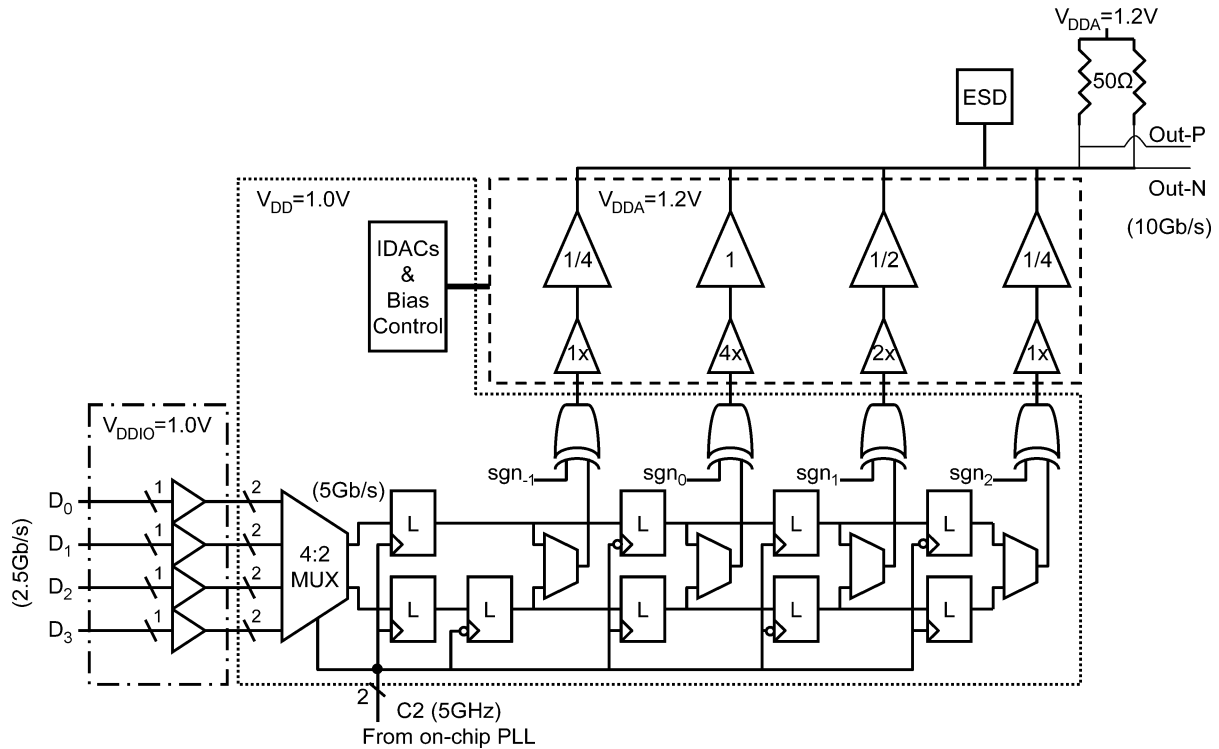 V_DDA=1.2V
50Ω
ESD
Out-P
Out-N
(10Gb/s)
V_DD=1.0V
V_DDA=1.2V
IDACs
&
Bias
Control
1/4
1
1/2
1/4
1x
4x
2x
1x
V_DDIO=1.0V
sgn_-1
sgn_0
sgn_1
sgn_2
(2.5Gb/s)
D_0
1
2
D_1
1
2
D_2
1
2
D_3
1
2
4:2
MUX
(5Gb/s)
L
L
L
L
L
L
L
L
L
2
C2 (5GHz)
From on-chip PLL